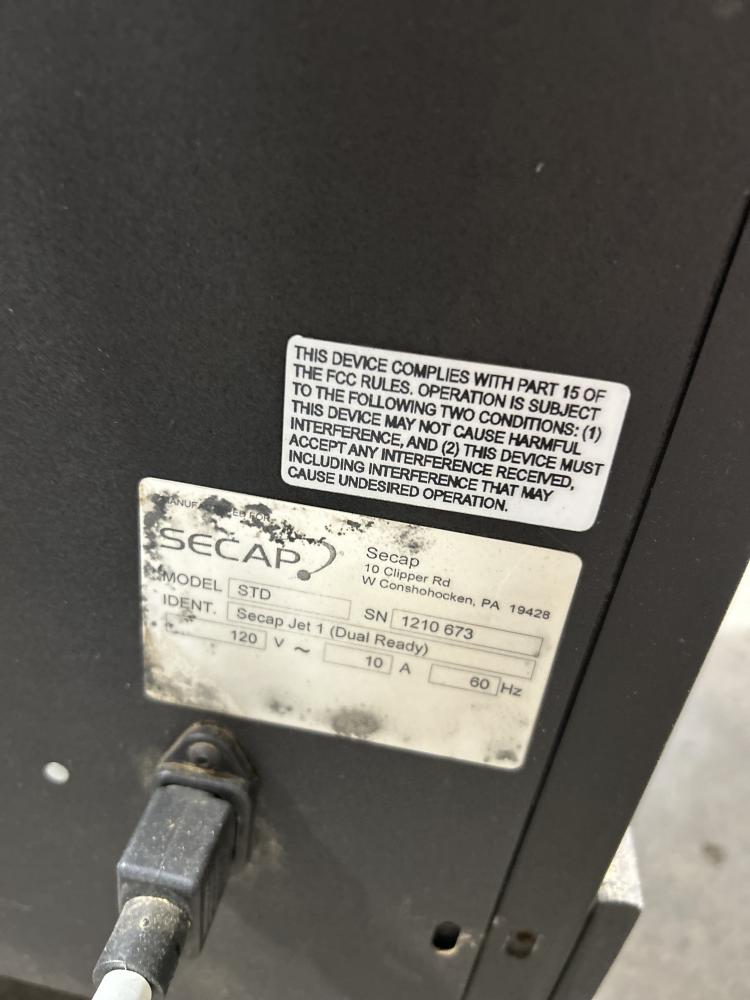 THIS DEVICE COMPLIES WITH PART 15 OF
THE FCC RULES. OPERATION IS SUBJECT
TO THE FOLLOWING TWO CONDITIONS: (1)
THIS DEVICE MAY NOT CAUSE HARMFUL
INTERFERENCE, AND (2) THIS DEVICE MUST
ACCEPT ANY INTERFERENCE RECEIVED,
INCLUDING INTERFERENCE THAT MAY
CAUSE UNDESIRED OPERATION.
SECAP
Secap
10 Clipper Rd
W Conshohocken, PA 19428
MODEL STD SN 1210 673
IDENT. Secap Jet 1 (Dual Ready)
120 V ~ 10 A 60 Hz